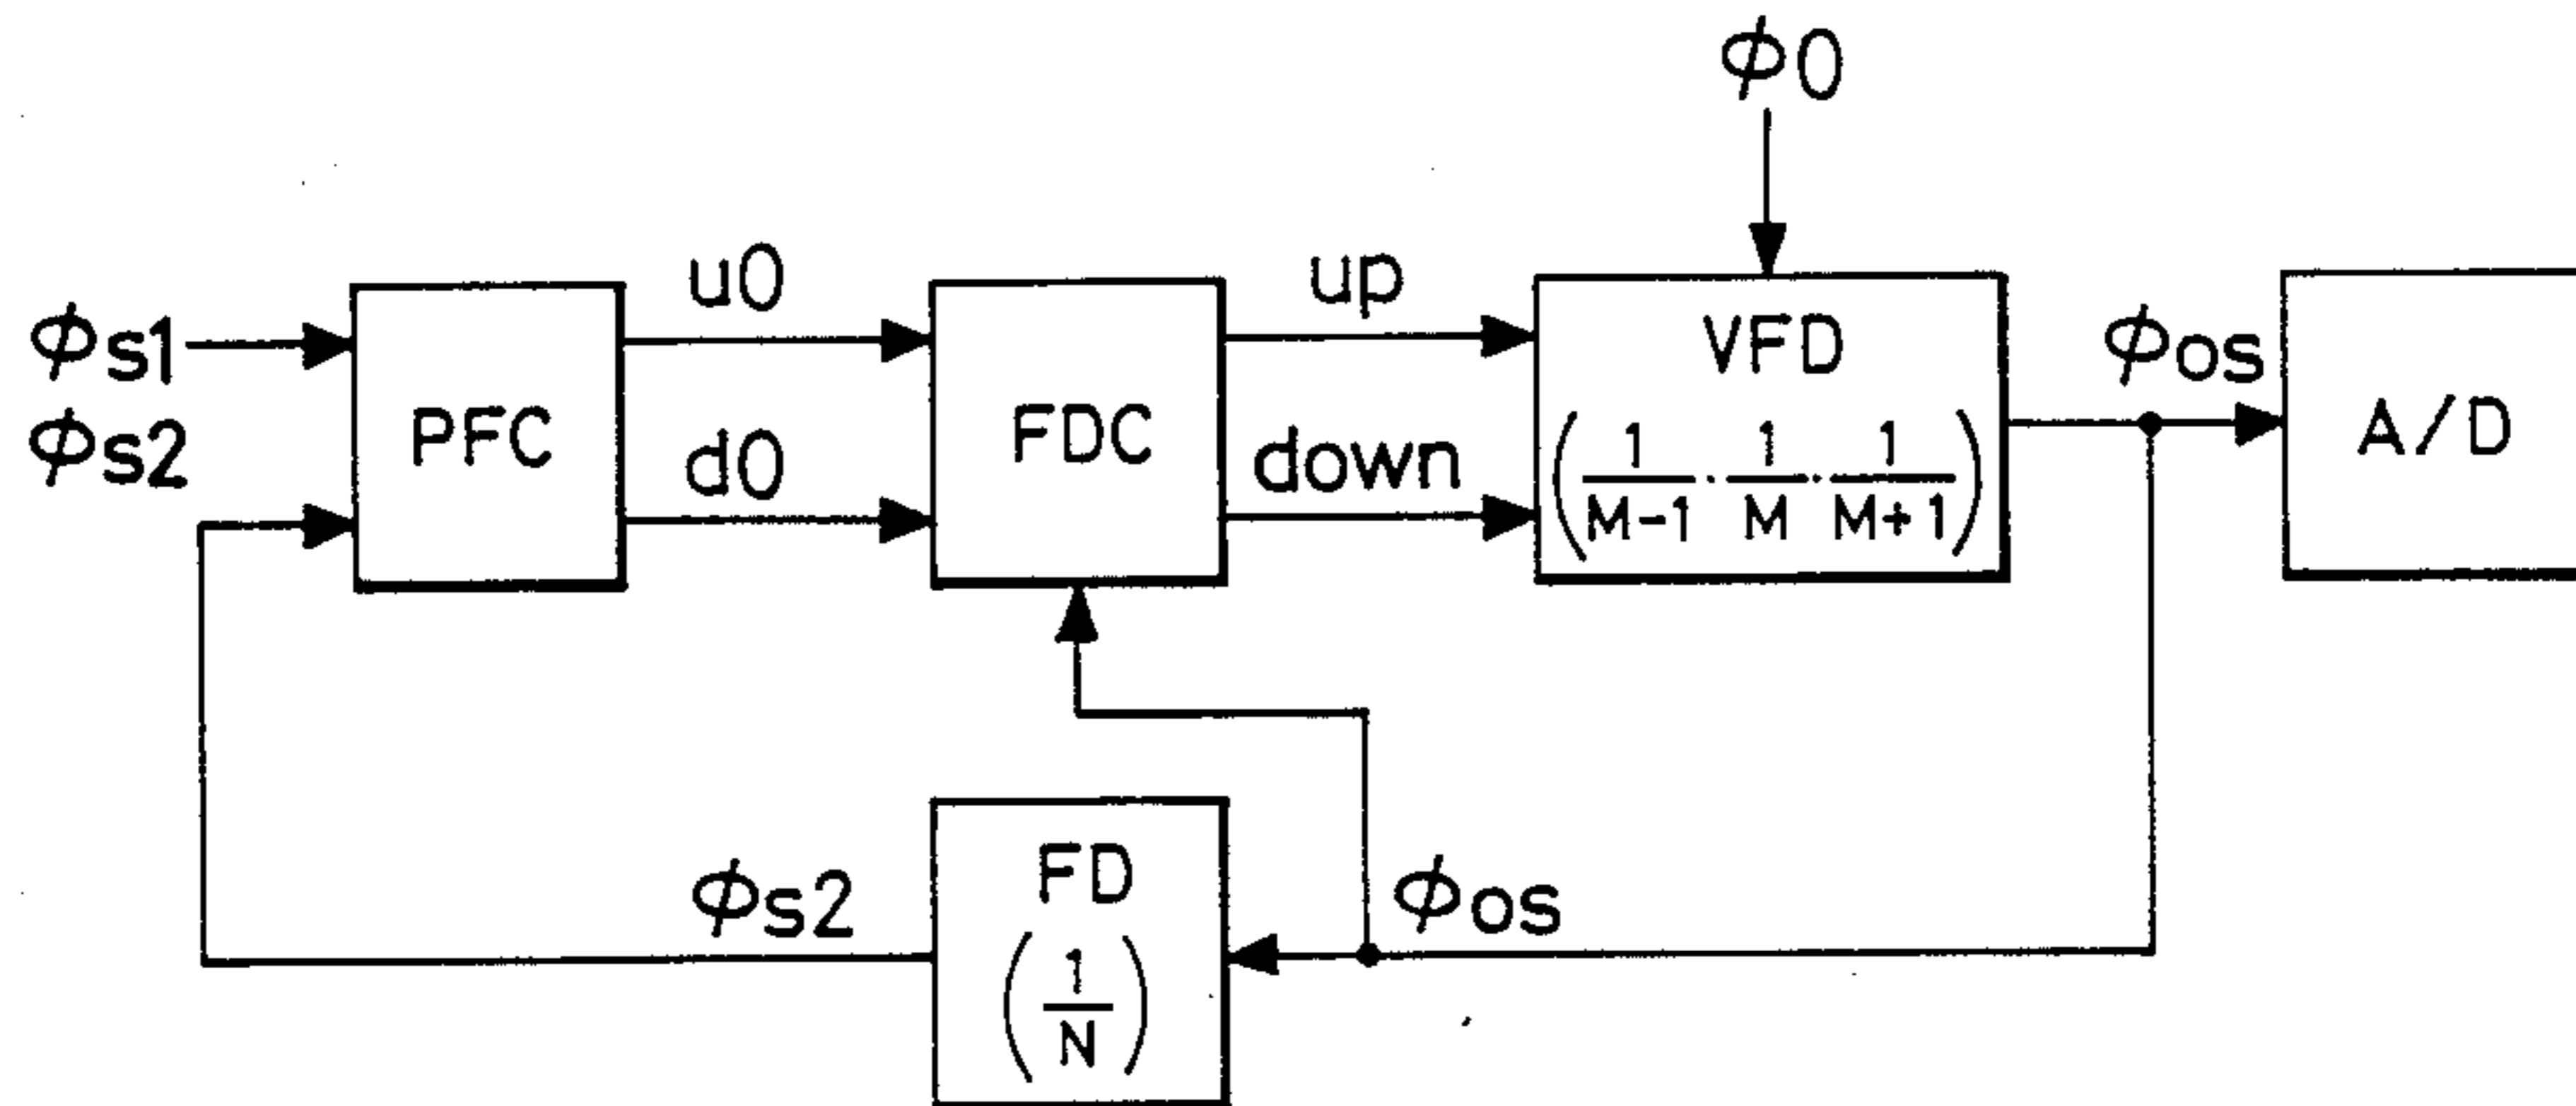 ϕ0
ϕs1
ϕs2
PFC
u0
d0
FDC
up
down
VFD
(1/M-1 · 1/M · 1/M+1)
ϕos
A/D
ϕs2
FD
(1/N)
ϕos